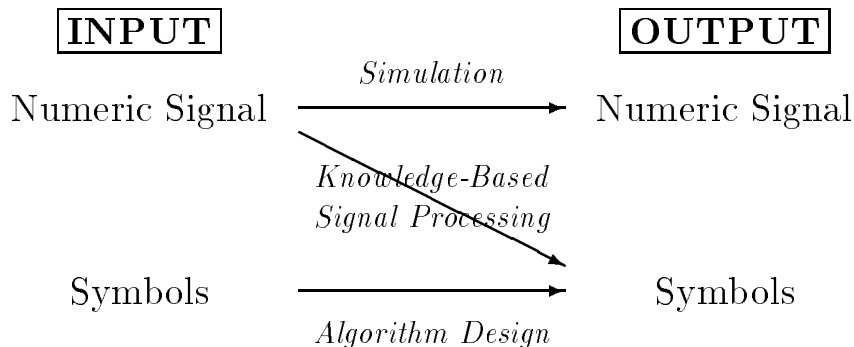 INPUT
OUTPUT
Simulation
Numeric Signal
Numeric Signal
Knowledge-Based
Signal Processing
Symbols
Symbols
Algorithm Design